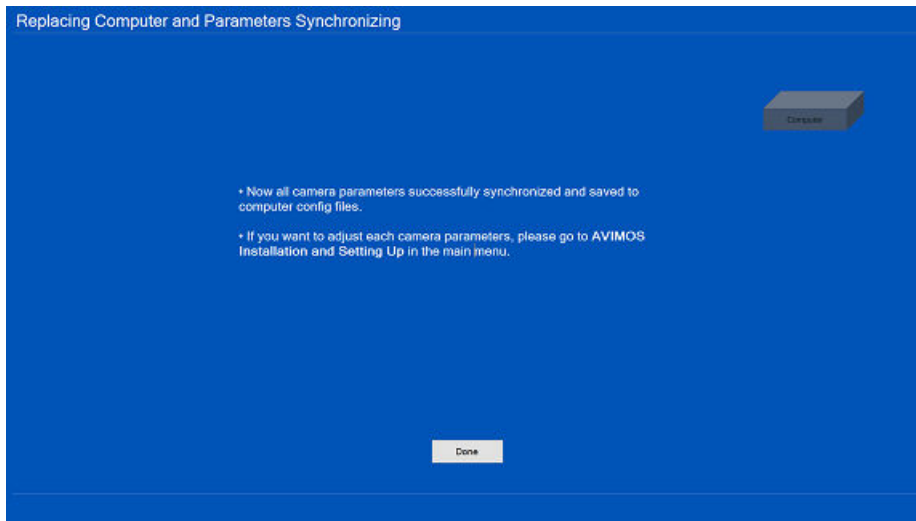 Replacing Computer and Parameters Synchronizing
Computer
• Now all camera parameters successfully synchronized and saved to
computer config files.
• If you want to adjust each camera parameters, please go to AVIMOS
Installation and Setting Up in the main menu.
Done